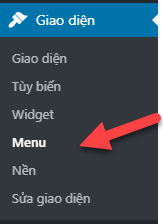 Giao diện
Giao diện
Tùy biến
Widget
Menu
Nền
Sửa giao diện